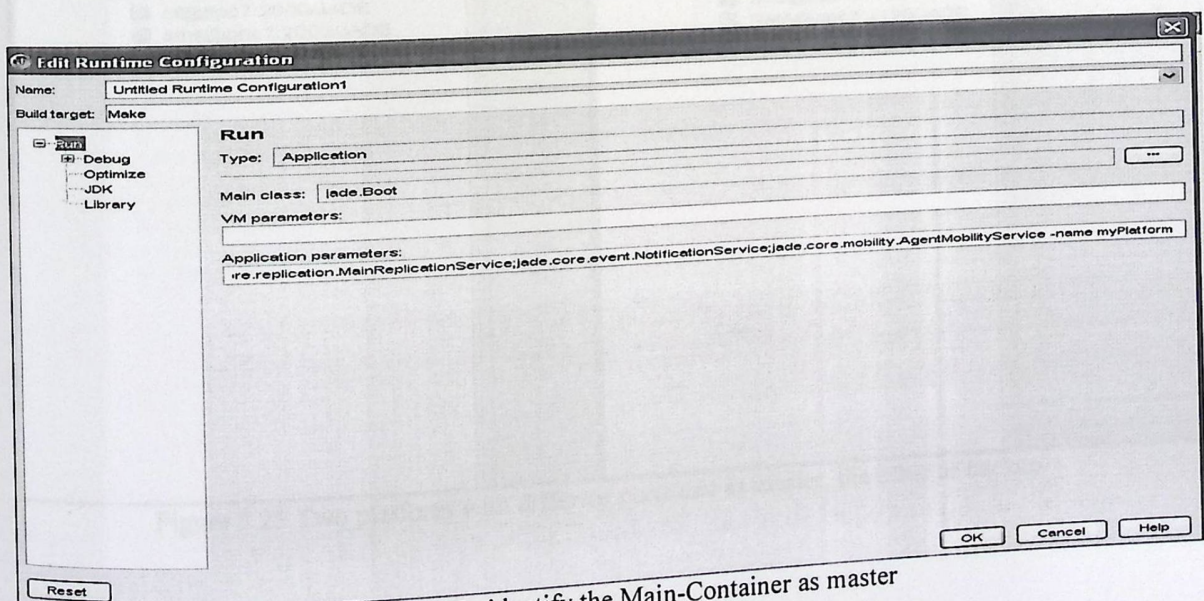 Edit Runtime Configuration
Name: Untitled Runtime Configuration1
Build target: Make
Run
Debug
Optimize
JDK
Library
Run
Type: Application
...
Main class: jade.Boot
VM parameters:
Application parameters:
re.replication.MainReplicationService;jade.core.event.NotificationService;jade.core.mobility.AgentMobilityService -name myPlatform
OK Cancel Help
Reset
identify the Main-Container as master